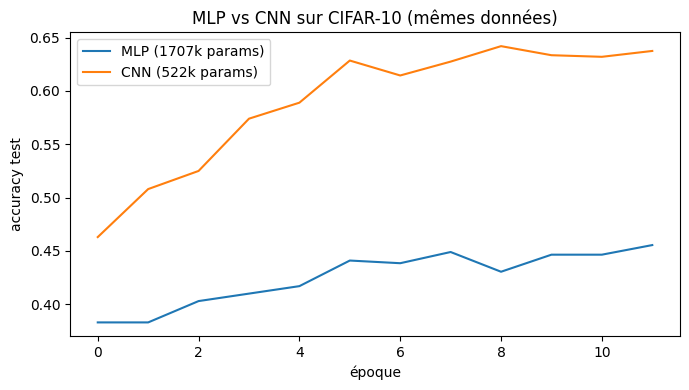 MLP vs CNN sur CIFAR-10 (mêmes données)
MLP (1707k params)
CNN (522k params)
accuracy test
0.65
0.60
0.55
0.50
0.45
0.40
0 2 4 6 8 10
époque